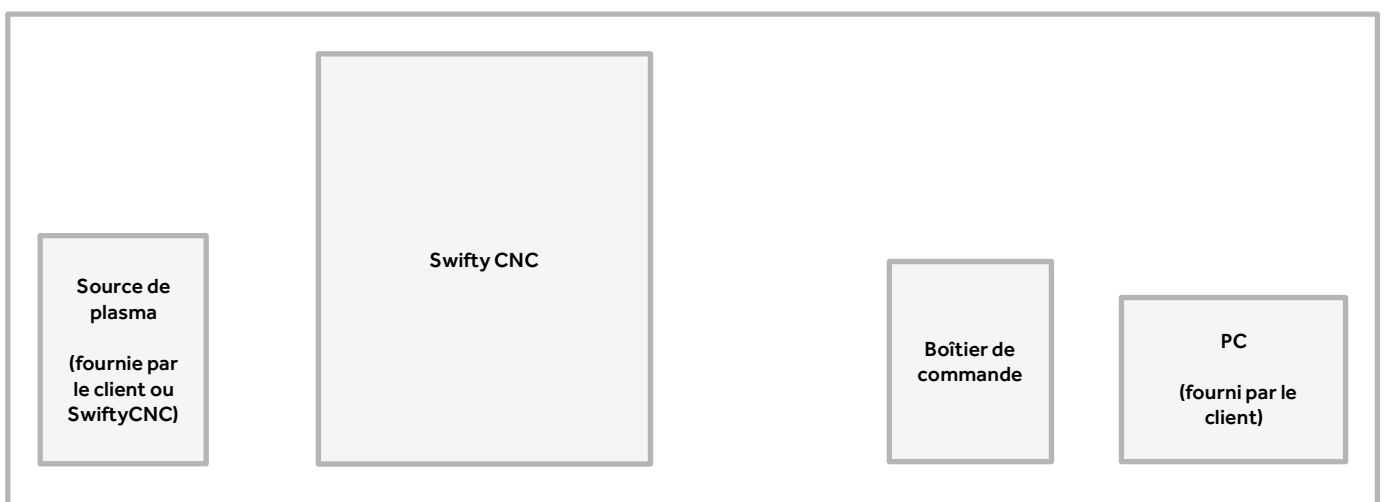 Source de
plasma
(fournie par
le client ou
SwiftyCNC)
Swifty CNC
Boîtier de
commande
PC
(fourni par le
client)